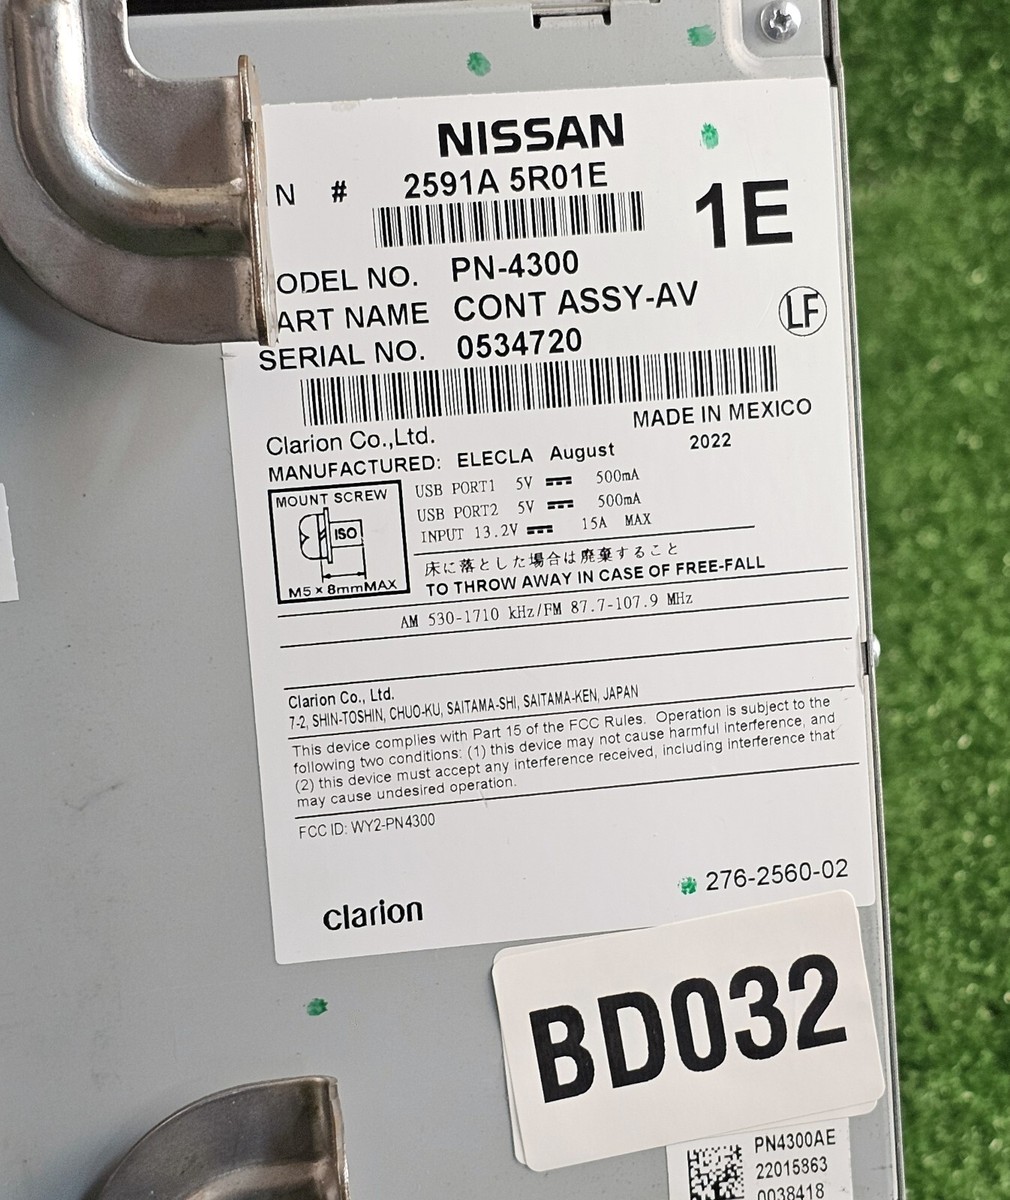 NISSAN
N # 2591A 5R01E
1E
ODEL NO. PN-4300
ART NAME CONT ASSY-AV
LF
SERIAL NO. 0534720
MADE IN MEXICO
Clarion Co.,Ltd.
2022
MANUFACTURED: ELECLA August
MOUNT SCREW
ISO
M5×8mmMAX
USB PORT1 5V 500mA
USB PORT2 5V 500mA
INPUT 13.2V 15A MAX
床に落とした場合は廃棄すること
TO THROW AWAY IN CASE OF FREE-FALL
AM 530-1710 kHz/FM 87.7-107.9 MHz
Clarion Co., Ltd.
7-2, SHIN-TOSHIN, CHUO-KU, SAITAMA-SHI, SAITAMA-KEN, JAPAN
This device complies with Part 15 of the FCC Rules. Operation is subject to the
following two conditions: (1) this device may not cause harmful interference, and
(2) this device must accept any interference received, including interference that
may cause undesired operation.
FCC ID: WY2-PN4300
276-2560-02
clarion
BD032
PN4300AE
22015863
0038418